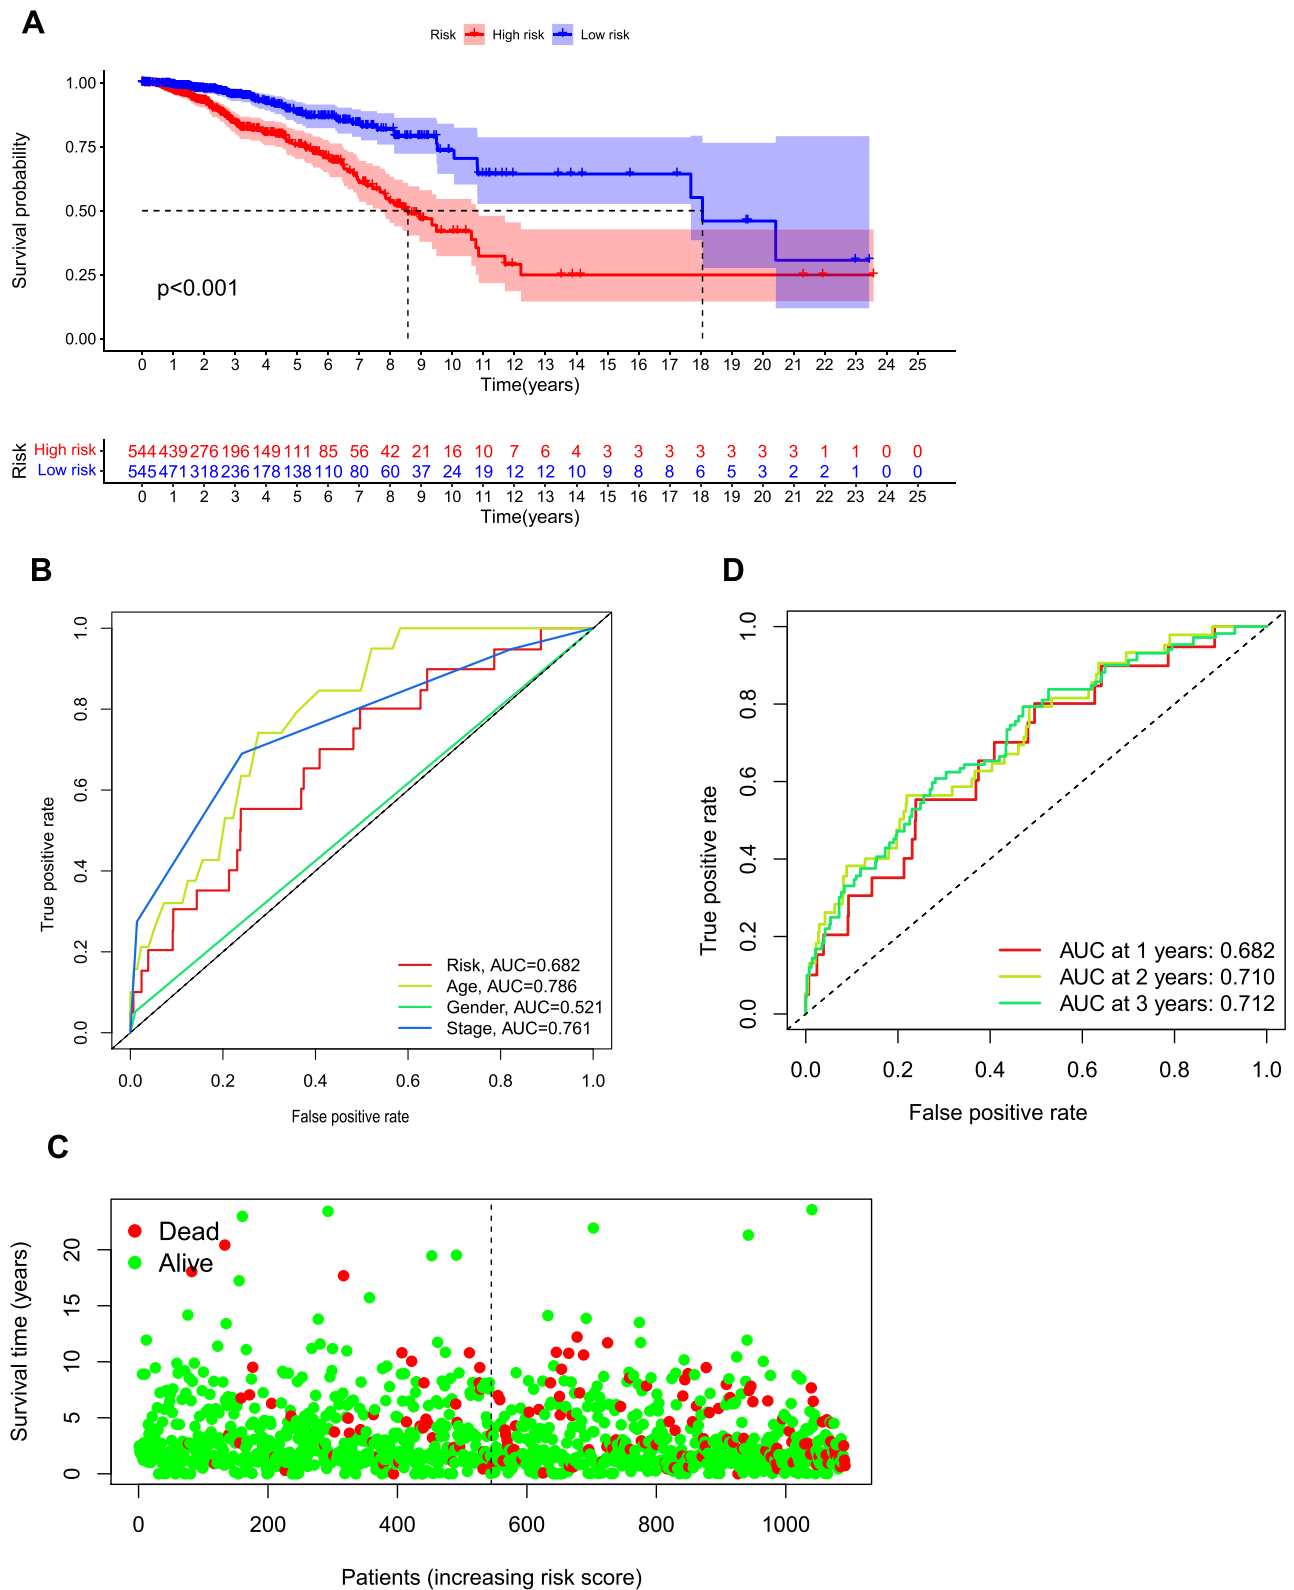 A
Risk High risk Low risk
Survival probability
1.00
0.75
0.50
0.25
0.00
p<0.001
0 1 2 3 4 5 6 7 8 9 10 11 12 13 14 15 16 17 18 19 20 21 22 23 24 25
Time(years)
Risk
High risk 544 439 276 196 149 111 85 56 42 21 16 10 7 6 4 3 3 3 3 3 3 3 1 1 0 0
Low risk 545 471 318 236 178 138 110 80 60 37 24 19 12 12 10 9 8 8 6 5 3 2 2 1 0 0
0 1 2 3 4 5 6 7 8 9 10 11 12 13 14 15 16 17 18 19 20 21 22 23 24 25
Time(years)
B
True positive rate
1.0
0.8
0.6
0.4
0.2
0.0
Risk, AUC=0.682
Age, AUC=0.786
Gender, AUC=0.521
Stage, AUC=0.761
0.0 0.2 0.4 0.6 0.8 1.0
False positive rate
D
True positive rate
1.0
0.8
0.6
0.4
0.2
0.0
AUC at 1 years: 0.682
AUC at 2 years: 0.710
AUC at 3 years: 0.712
0.0 0.2 0.4 0.6 0.8 1.0
False positive rate
C
Survival time (years)
Dead
Alive
20
15
10
5
0
0 200 400 600 800 1000
Patients (increasing risk score)